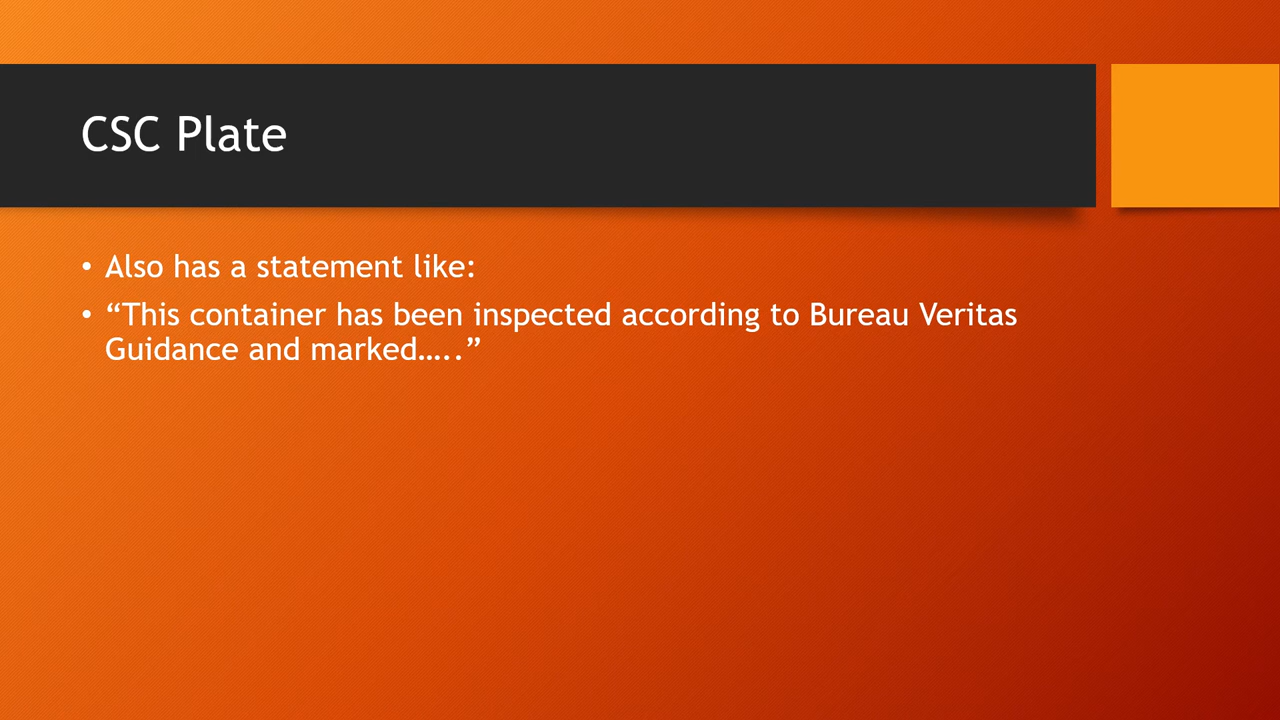 CSC Plate
• Also has a statement like:
• “This container has been inspected according to Bureau Veritas
Guidance and marked…..”